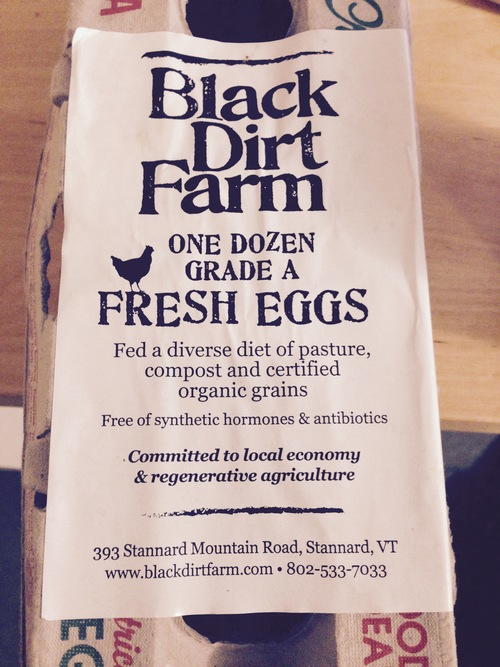 Black
Dirt
Farm
ONE DOZEN
GRADE A
FRESH EGGS
Fed a diverse diet of pasture,
compost and certified
organic grains
Free of synthetic hormones & antibiotics
Committed to local economy
& regenerative agriculture
393 Stannard Mountain Road, Stannard, VT
www.blackdirtfarm.com • 802-533-7033